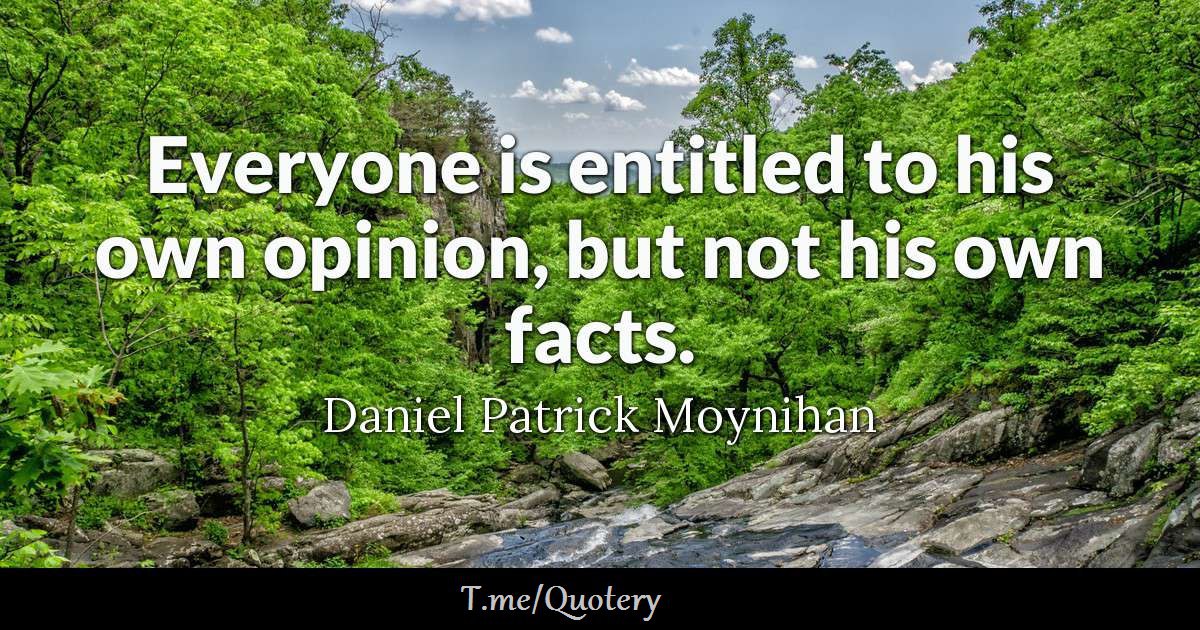 Everyone is entitled to his
own opinion, but not his own
facts.
Daniel Patrick Moynihan
T.me/Quotery